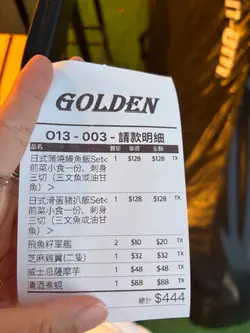 GOLDEN
O13 - 003 - 請款明細
品名 數量 單價 金額
日式蒲燒鰻魚飯Set< 1 $128 $128 TX
前菜小食一份、刺身
三切（三文魚或油甘
魚）>
日式滑蛋豬扒飯Set< 1 $128 $128 TX
前菜小食一份、刺身
三切（三文魚或油甘
魚）>
飛魚籽軍艦 2 $10 $20 TX
芝麻雞翼(二隻) 1 $32 $32 TX
威士忌薩摩芋 1 $48 $48 TX
清酒煮蜆 1 $88 $88 TX
總計 $444